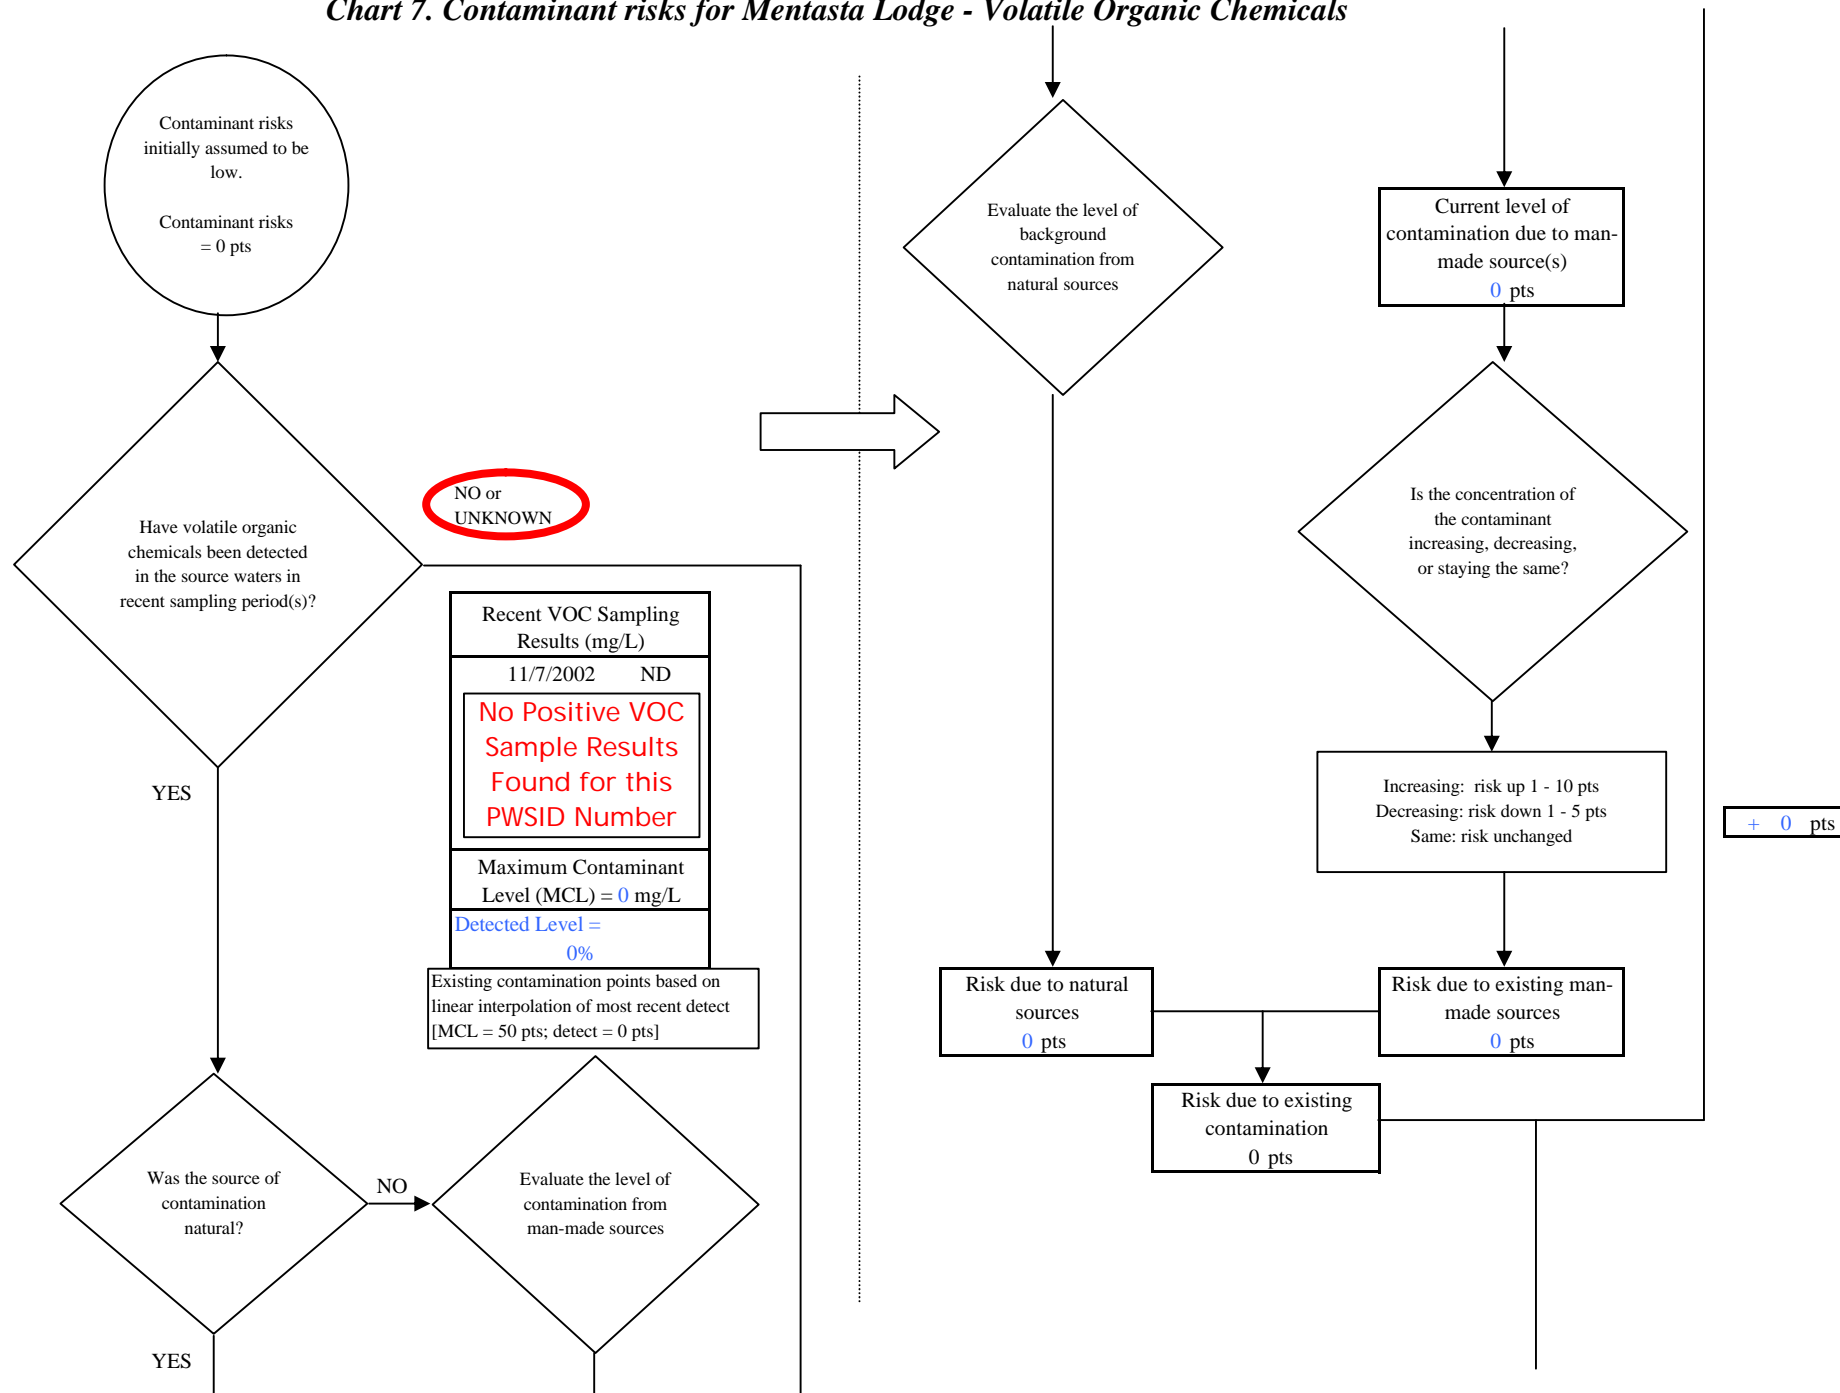 Chart 7. Contaminant risks for Mentasta Lodge - Volatile Organic Chemicals
Contaminant risks
initially assumed to be
low.
Contaminant risks
= 0 pts
Have volatile organic
chemicals been detected
in the source waters in
recent sampling period(s)?
NO or
UNKNOWN
YES
Recent VOC Sampling
Results (mg/L)
11/7/2002 ND
No Positive VOC
Sample Results
Found for this
PWSID Number
Maximum Contaminant
Level (MCL) = 0 mg/L
Detected Level =
0%
Existing contamination points based on
linear interpolation of most recent detect
[MCL = 50 pts; detect = 0 pts]
Was the source of
contamination
natural?
NO
YES
Evaluate the level of
contamination from
man-made sources
Evaluate the level of
background
contamination from
natural sources
Current level of
contamination due to man-
made source(s)
0 pts
Is the concentration of
the contaminant
increasing, decreasing,
or staying the same?
Increasing: risk up 1 - 10 pts
Decreasing: risk down 1 - 5 pts
Same: risk unchanged
+ 0 pts
Risk due to natural
sources
0 pts
Risk due to existing man-
made sources
0 pts
Risk due to existing
contamination
0 pts